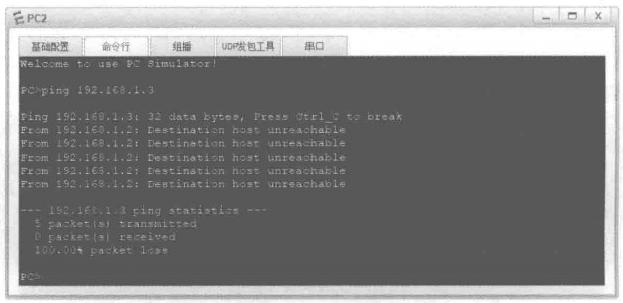 PC2
基础配置 命令行 组播 UDP发包工具 串口
Welcome to use PC Simulator!
PC>ping 192.168.1.3
Ping 192.168.1.3: 32 data bytes, Press Ctrl_C to break
From 192.168.1.2: Destination host unreachable
From 192.168.1.2: Destination host unreachable
From 192.168.1.2: Destination host unreachable
From 192.168.1.2: Destination host unreachable
From 192.168.1.2: Destination host unreachable
--- 192.168.1.3 ping statistics ---
5 packet(s) transmitted
0 packet(s) received
100.00% packet loss
PC>